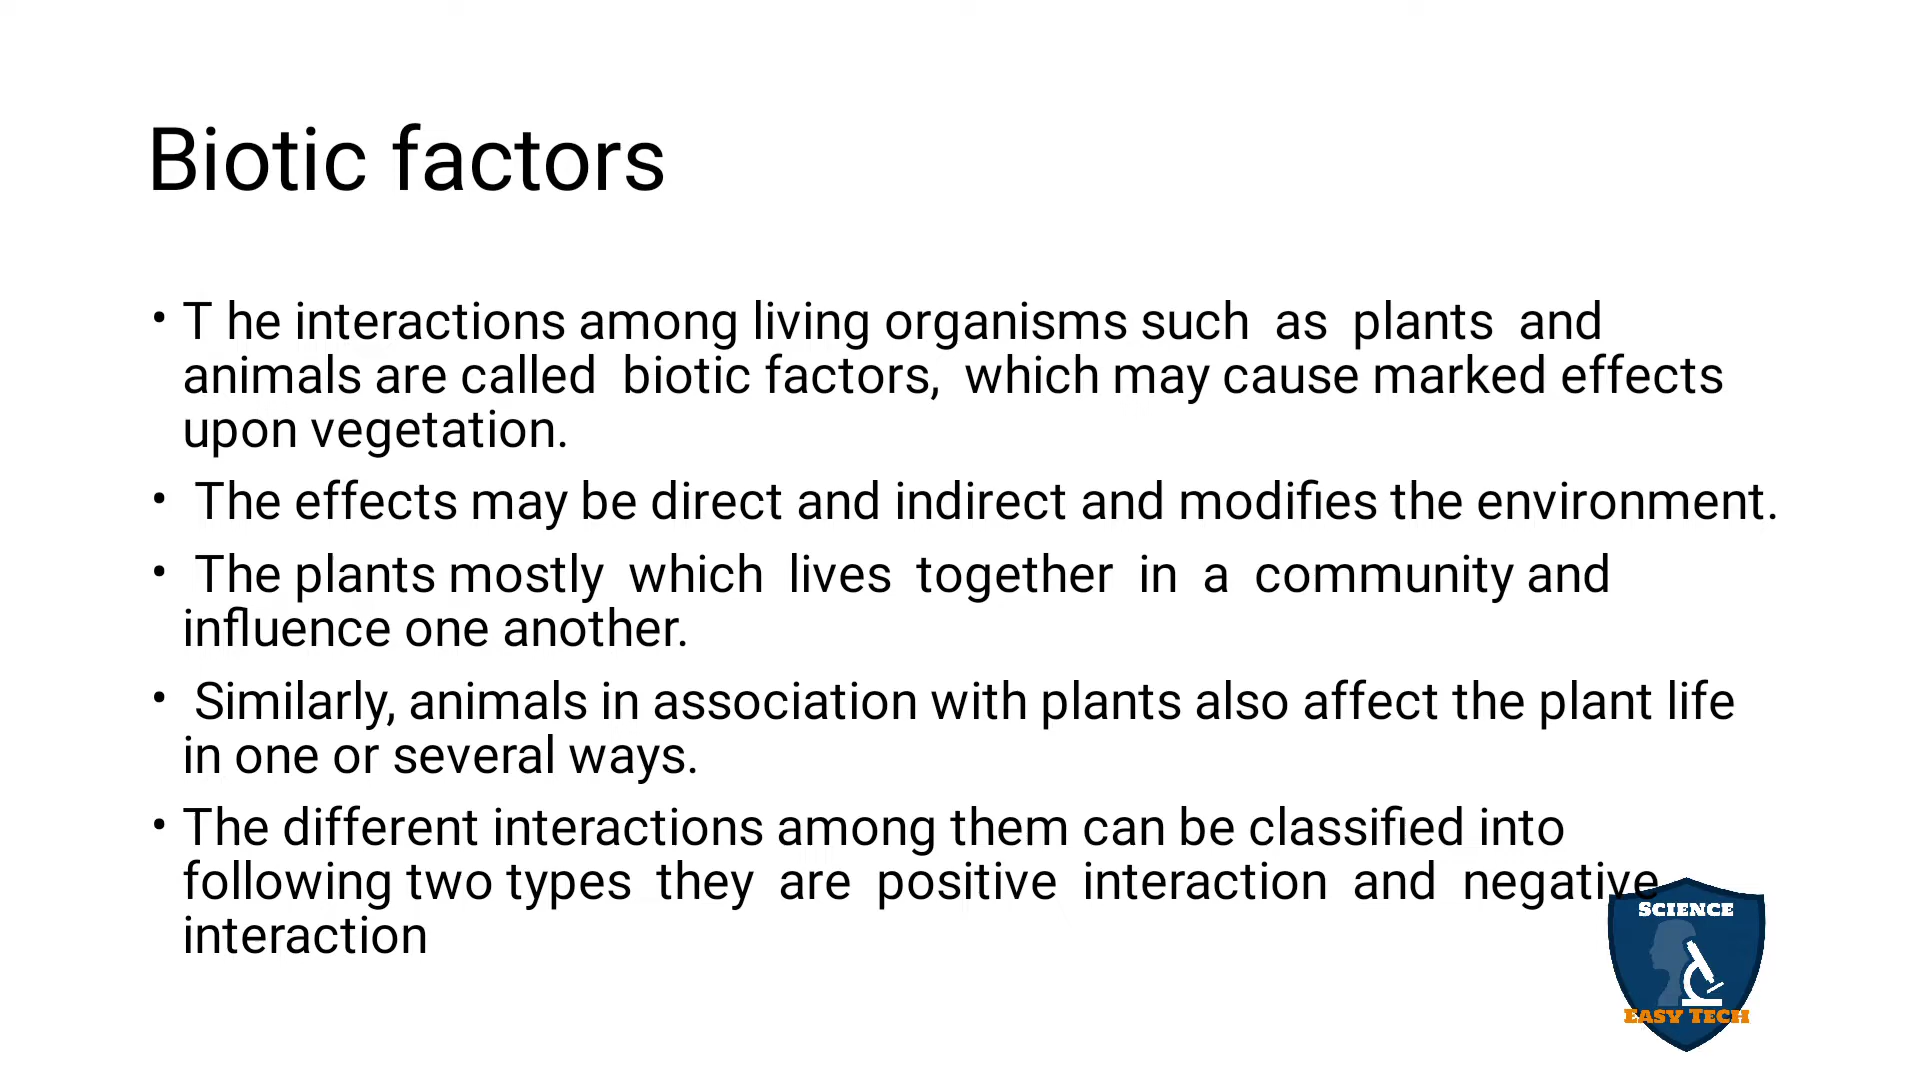 Biotic factors
• T he interactions among living organisms such  as  plants  and
animals are called  biotic factors,  which may cause marked effects
upon vegetation.
•  The effects may be direct and indirect and modifies the environment.
•  The plants mostly  which  lives  together  in  a  community and
influence one another.
•  Similarly, animals in association with plants also affect the plant life
in one or several ways.
• The different interactions among them can be classified into
following two types  they  are  positive  interaction  and  negative
interaction
SCIENCE
EASY TECH